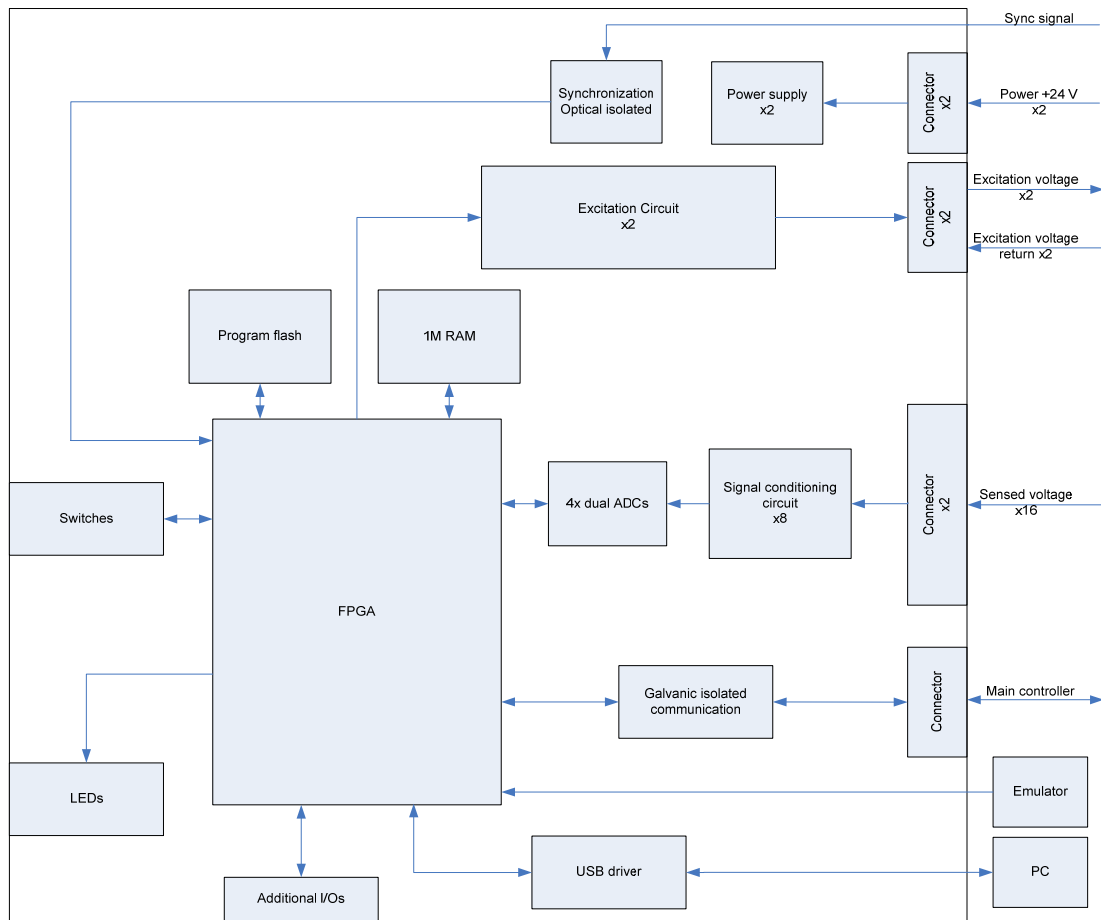 Sync signal
Synchronization
Optical isolated
Power supply
x2
Connector
x2
Power +24 V
x2
Excitation Circuit
x2
Connector
x2
Excitation voltage
x2
Excitation voltage
return x2
Program flash
1M RAM
Switches
4x dual ADCs
Signal conditioning
circuit
x8
Connector
x2
Sensed voltage
x16
FPGA
Galvanic isolated
communication
Connector
Main controller
LEDs
Emulator
Additional I/Os
USB driver
PC